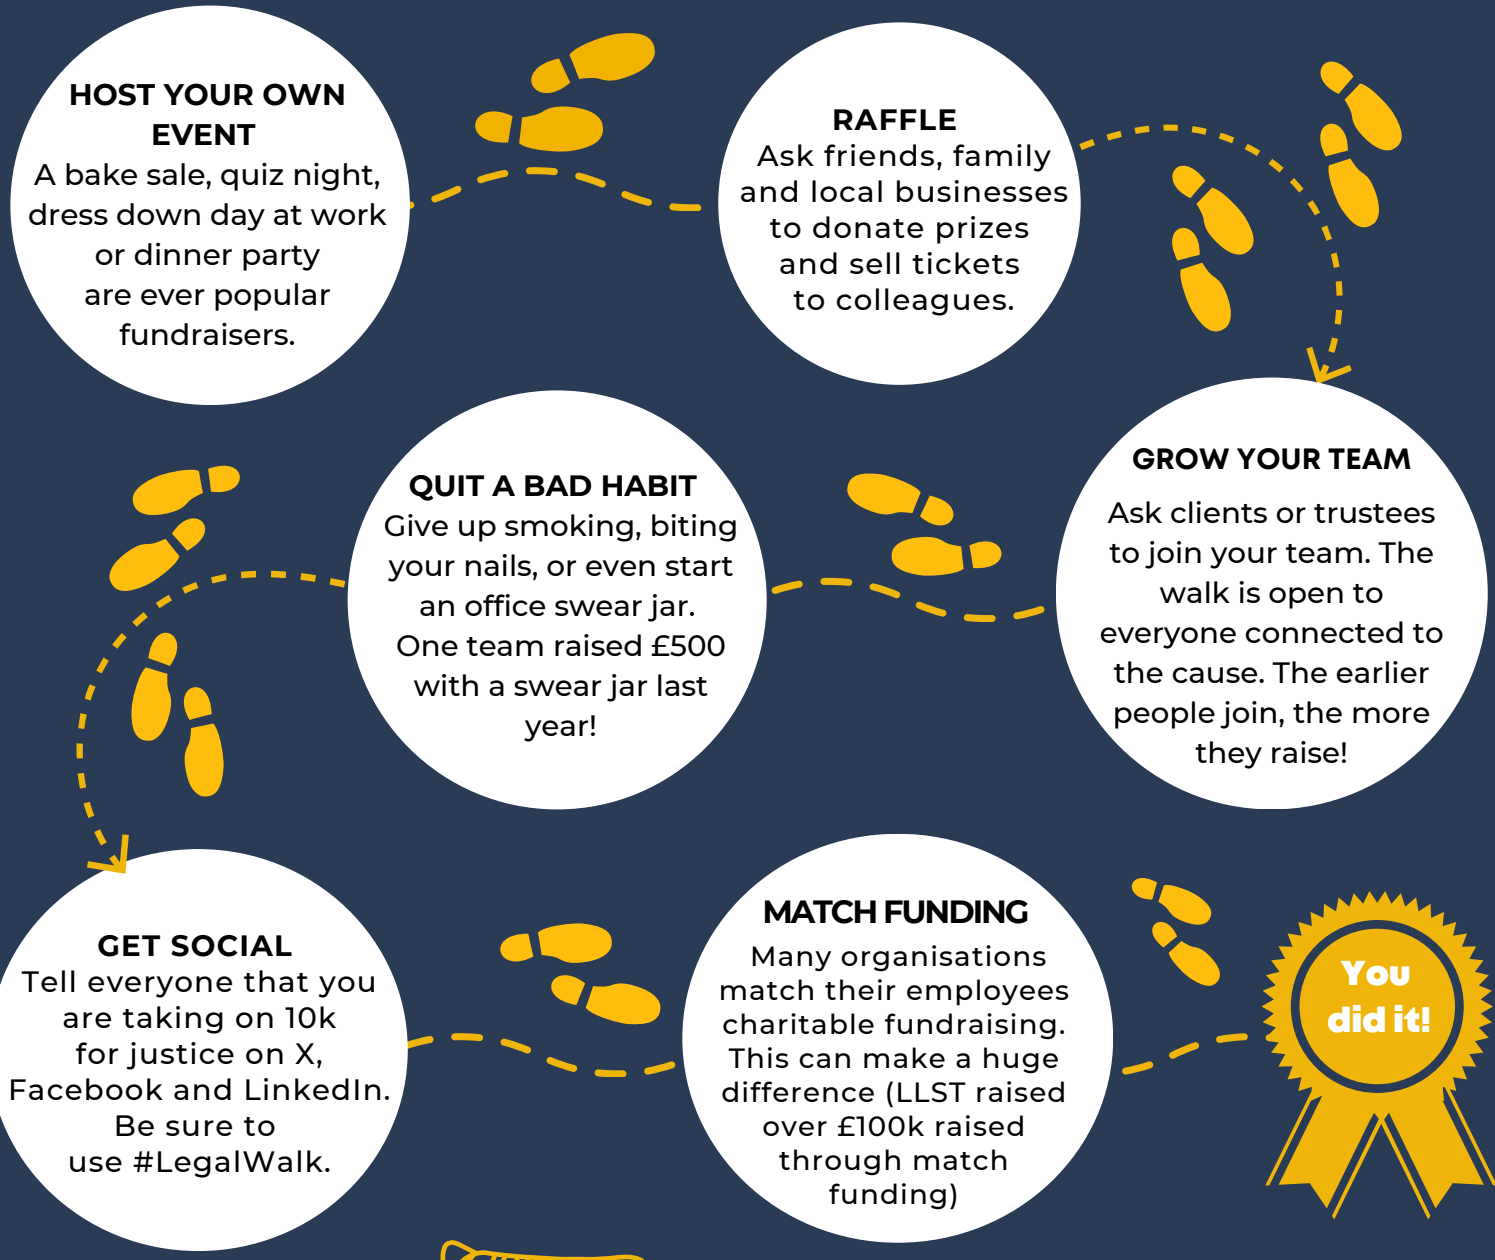 HOST YOUR OWN
EVENT
A bake sale, quiz night,
dress down day at work
or dinner party
are ever popular
fundraisers.
RAFFLE
Ask friends, family
and local businesses
to donate prizes
and sell tickets
to colleagues.
GROW YOUR TEAM
Ask clients or trustees
to join your team. The
walk is open to
everyone connected to
the cause. The earlier
people join, the more
they raise!
QUIT A BAD HABIT
Give up smoking, biting
your nails, or even start
an office swear jar.
One team raised £500
with a swear jar last
year!
GET SOCIAL
Tell everyone that you
are taking on 10k
for justice on X,
Facebook and LinkedIn.
Be sure to
use #LegalWalk.
MATCH FUNDING
Many organisations
match their employees
charitable fundraising.
This can make a huge
difference (LLST raised
over £100k raised
through match
funding)
You
did it!